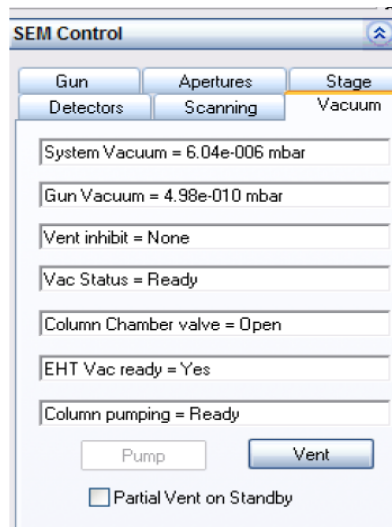 SEM Control
Gun Apertures Stage
Detectors Scanning Vacuum
System Vacuum = 6.04e-006 mbar
Gun Vacuum = 4.98e-010 mbar
Vent inhibit = None
Vac Status = Ready
Column Chamber valve = Open
EHT Vac ready = Yes
Column pumping = Ready
Pump Vent
Partial Vent on Standby